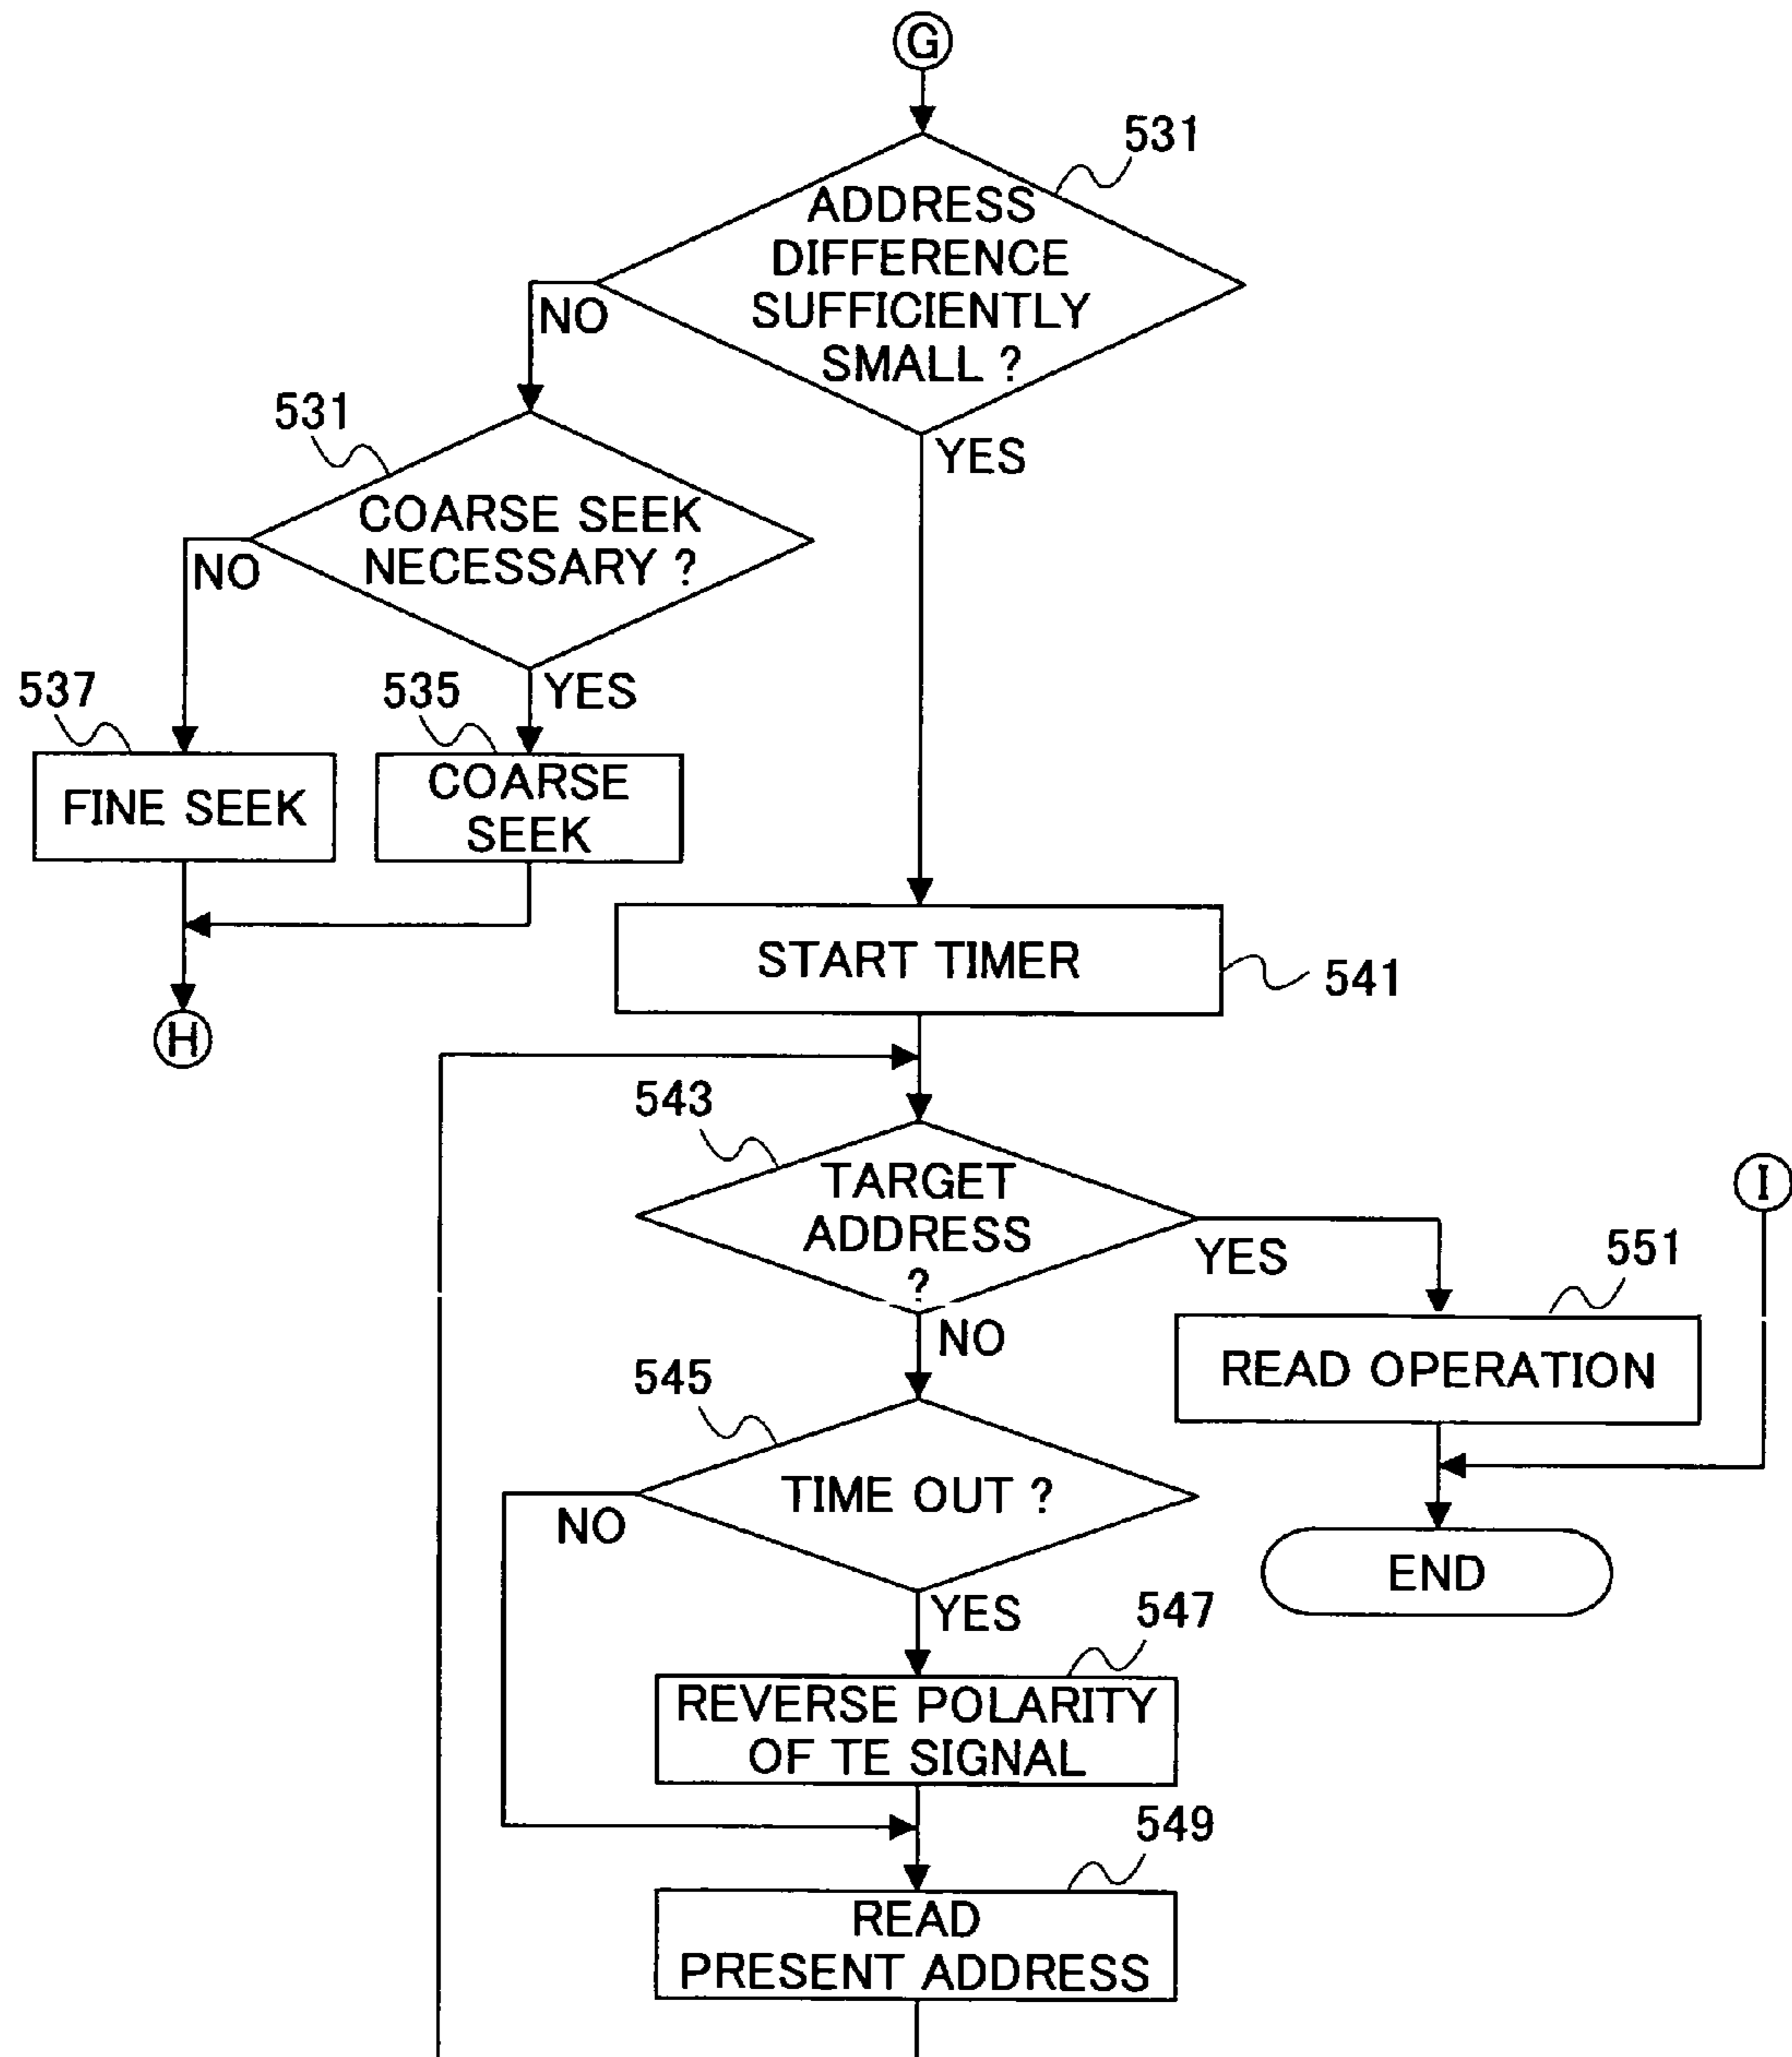 G
531
ADDRESS
DIFFERENCE
SUFFICIENTLY
SMALL ?
NO
YES
531
COARSE SEEK
NECESSARY ?
NO
YES
537
FINE SEEK
535
COARSE
SEEK
H
START TIMER
541
543
TARGET
ADDRESS
?
YES
NO
I
551
READ OPERATION
END
545
TIME OUT ?
NO
YES
547
REVERSE POLARITY
OF TE SIGNAL
549
READ
PRESENT ADDRESS